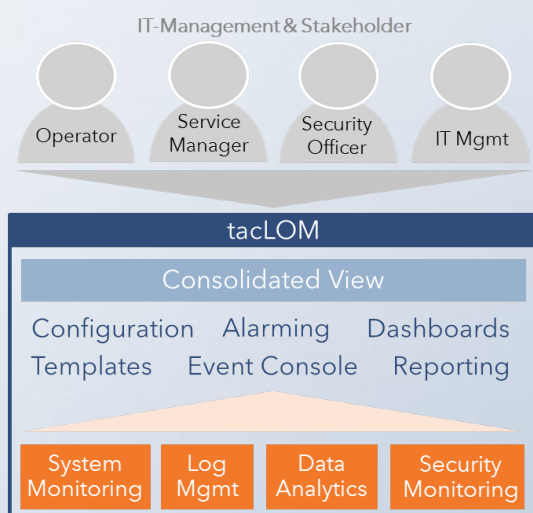 IT-Management & Stakeholder
Operator
Service
Manager
Security
Officer
IT Mgmt
tacLOM
Consolidated View
Configuration Alarming Dashboards
Templates Event Console Reporting
System
Monitoring
Log
Mgmt
Data
Analytics
Security
Monitoring